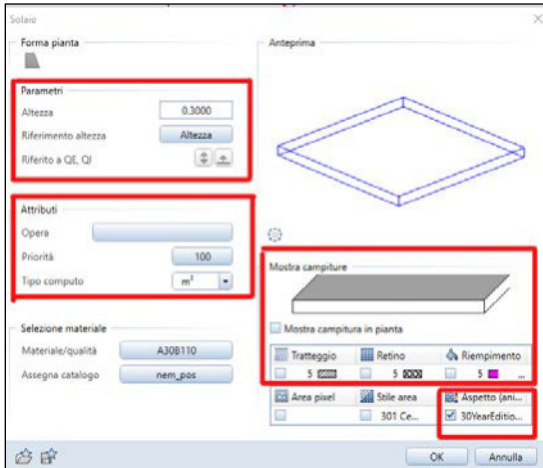 Solaio
Forma pianta
Parametri
Altezza 0.3000
Riferimento altezza Altezza
Riferito a QE, QI
Attributi
Opera
Priorità 100
Tipo computo m³
Selezione materiale
Materiale/qualità A30B110
Assegna catalogo nem_pos
Anteprima
Mostra campiture
Mostra campitura in pianta
Tratteggio Retino Riempimento
5 5 5 ...
Area pixel Stile area Aspetto (ani...
301 Ce... 30YearEditio...
OK Annulla